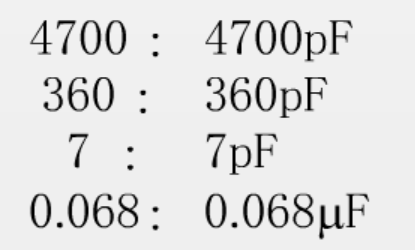 4700 : 4700pF
360 : 360pF
7 : 7pF
0.068 : 0.068μF